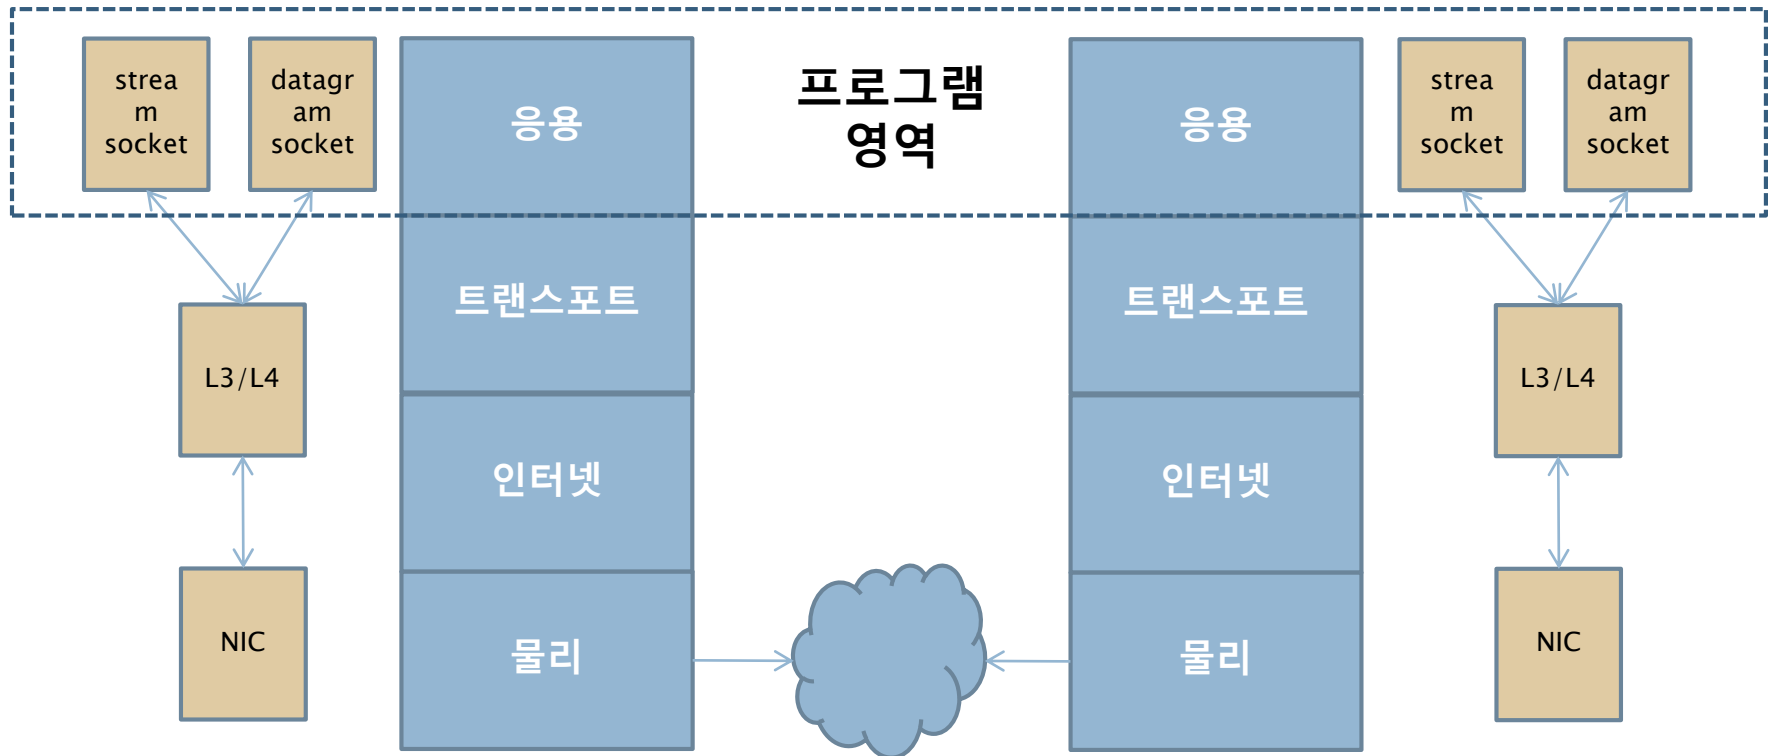 strea
m
socket
datagr
am
socket
응용
프로그램
영역
응용
strea
m
socket
datagr
am
socket
트랜스포트
트랜스포트
L3/L4
L3/L4
인터넷
인터넷
NIC
물리
물리
NIC